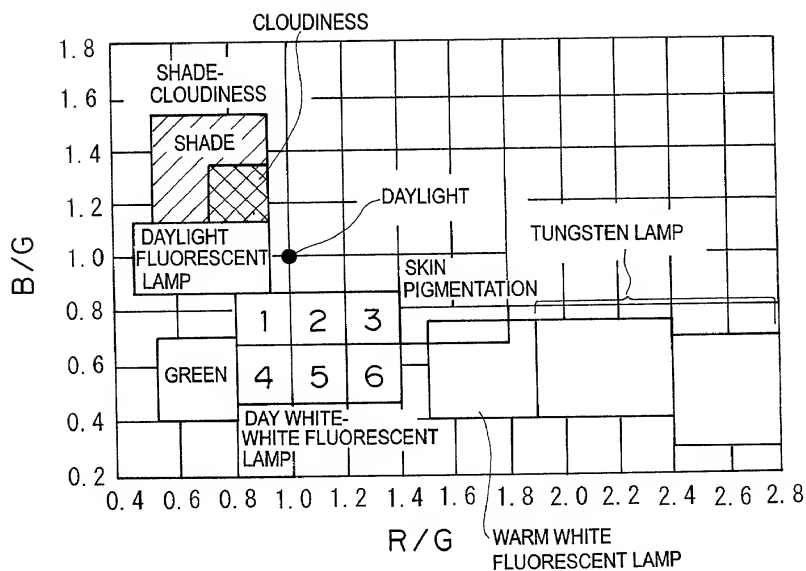 CLOUDINESS
1.8
SHADE-
CLOUDINESS
1.6
SHADE
1.4
1.2
DAYLIGHT
DAYLIGHT
FLUORESCENT
LAMP
TUNGSTEN LAMP
1.0
SKIN
PIGMENTATION
B/G
0.8
1 2 3
0.6
GREEN
4 5 6
0.4
DAY WHITE-
WHITE FLUORESCENT
LAMP
0.2
0.4 0.6 0.8 1.0 1.2 1.4 1.6 1.8 2.0 2.2 2.4 2.6 2.8
R/G
WARM WHITE
FLUORESCENT LAMP